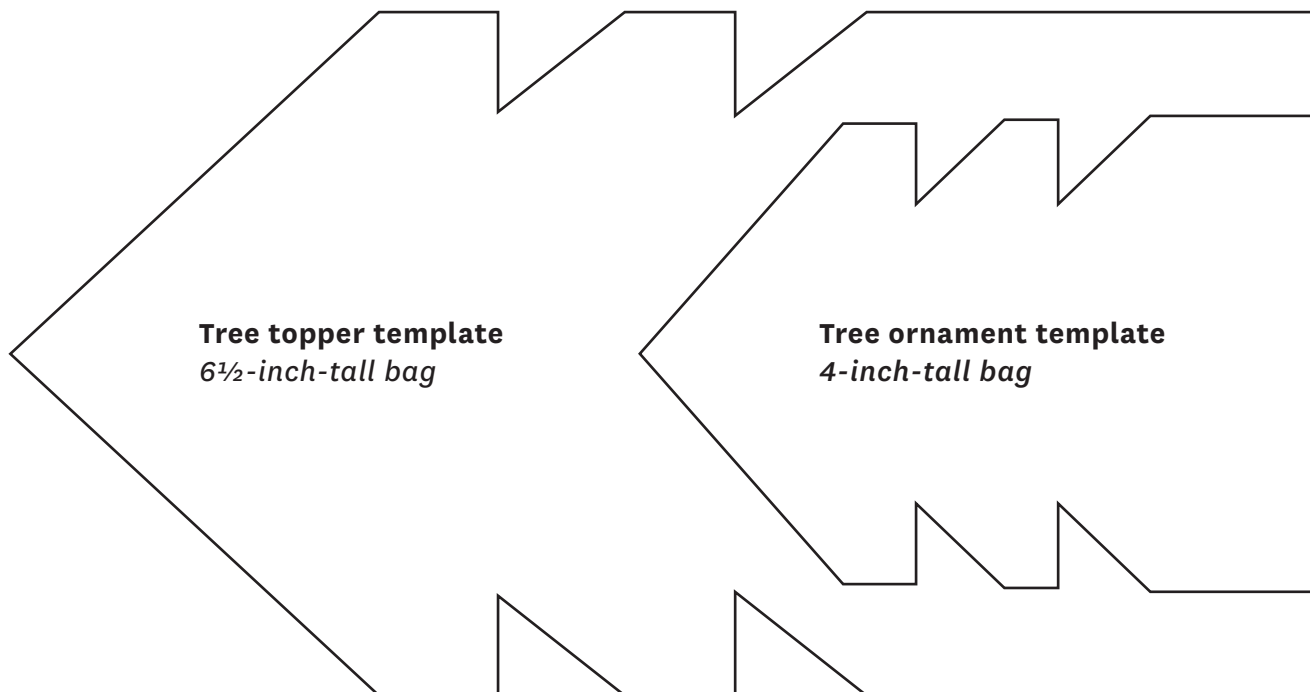 Tree topper template
6½-inch-tall bag
Tree ornament template
4-inch-tall bag